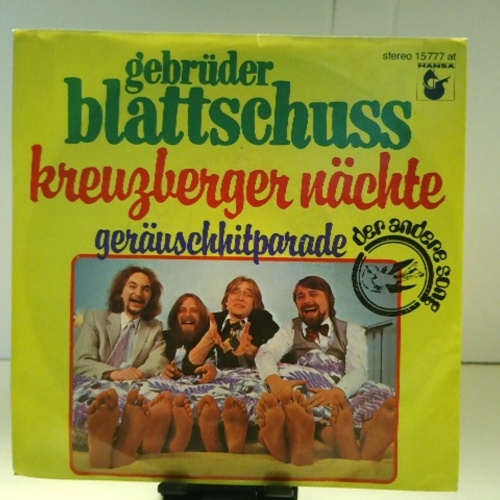 stereo 15777 at
HANSA
gebrüder
blattschuss
kreuzberger nächte
geräuschhitparade
der andere song